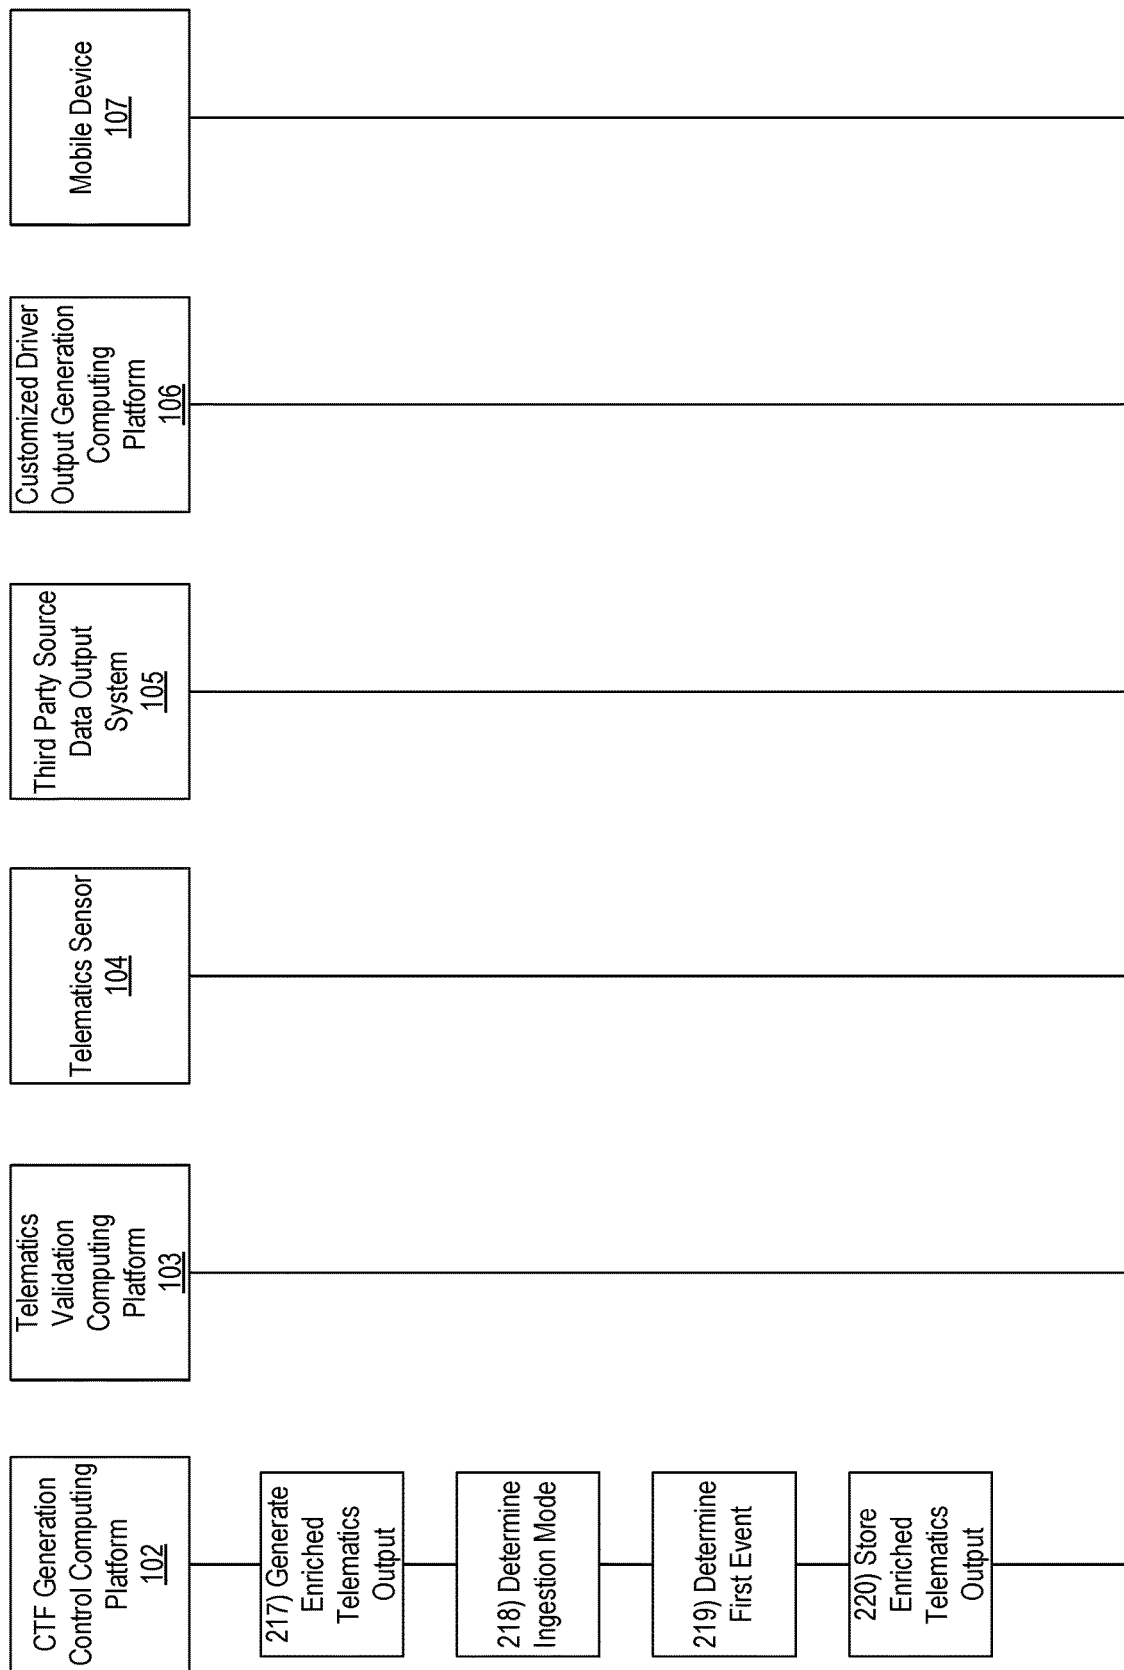 CTF Generation
Control Computing
Platform
102
Telematics
Validation
Computing
Platform
103
Telematics Sensor
104
Third Party Source
Data Output
System
105
Customized Driver
Output Generation
Computing
Platform
106
Mobile Device
107
217) Generate
Enriched
Telematics
Output
218) Determine
Ingestion Mode
219) Determine
First Event
220) Store
Enriched
Telematics
Output